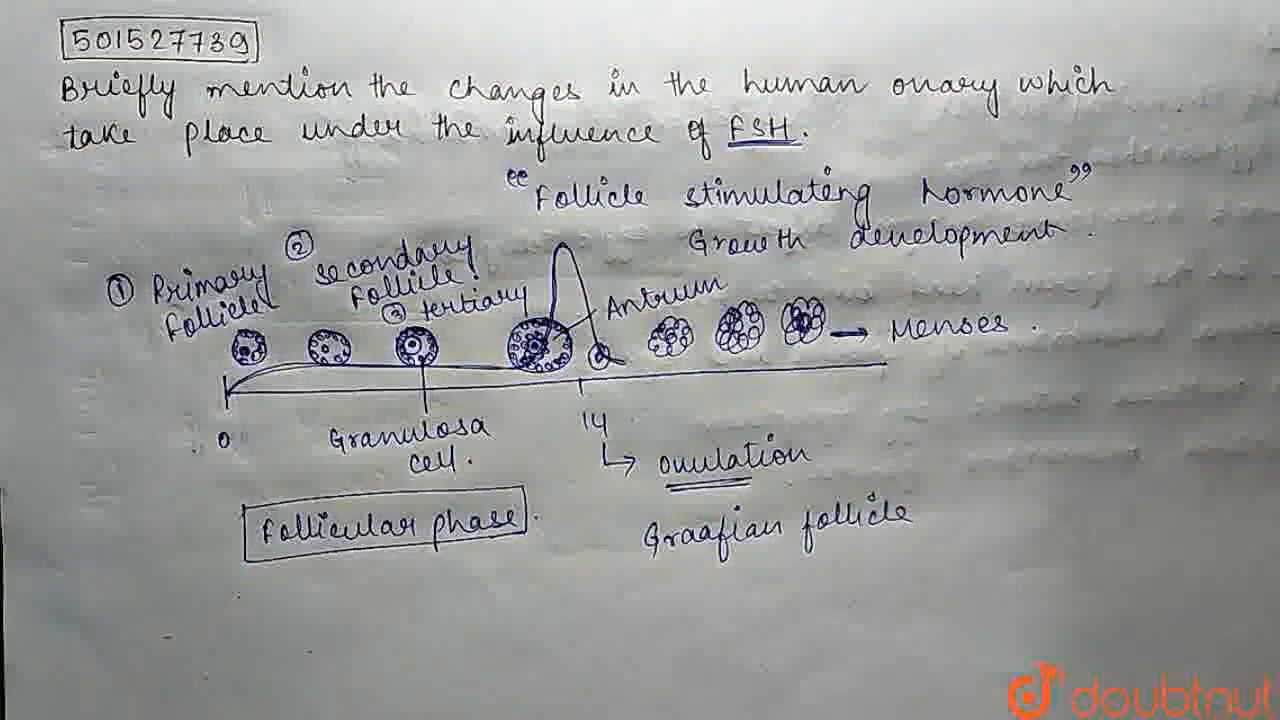 501527739
Briefly mention the changes in the human ovary which
take place under the influence of FSH.
"Follicle stimulating hormone"
Growth development.
① Primary
follicle
② secondary
follicle.
③ tertiary
Antrum
Menses.
0
Granulosa
cell.
14
ovulation
Follicular phase.
Graafian follicle
doubtnut